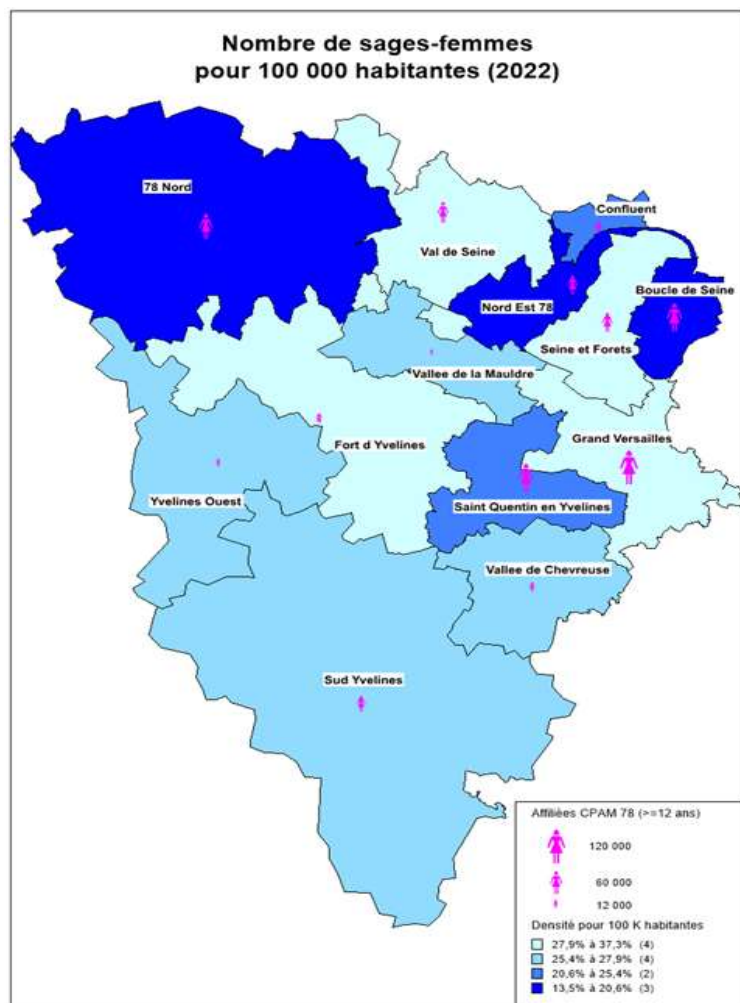 Nombre de sages-femmes
pour 100 000 habitantes (2022)
78 Nord
Confluent
Val de Seine
Boucle de Seine
Nord Est 78
Seine et Forets
Vallee de la Mauldre
Grand Versailles
Fort d Yvelines
Yvelines Ouest
Saint Quentin en Yvelines
Vallee de Chevreuse
Sud Yvelines
Affiliées CPAM 78 (>=12 ans)
120 000
60 000
12 000
Densité pour 100 K habitantes
27,9% à 37,3% (4)
25,4% à 27,9% (4)
20,6% à 25,4% (2)
13,5% à 20,6% (3)